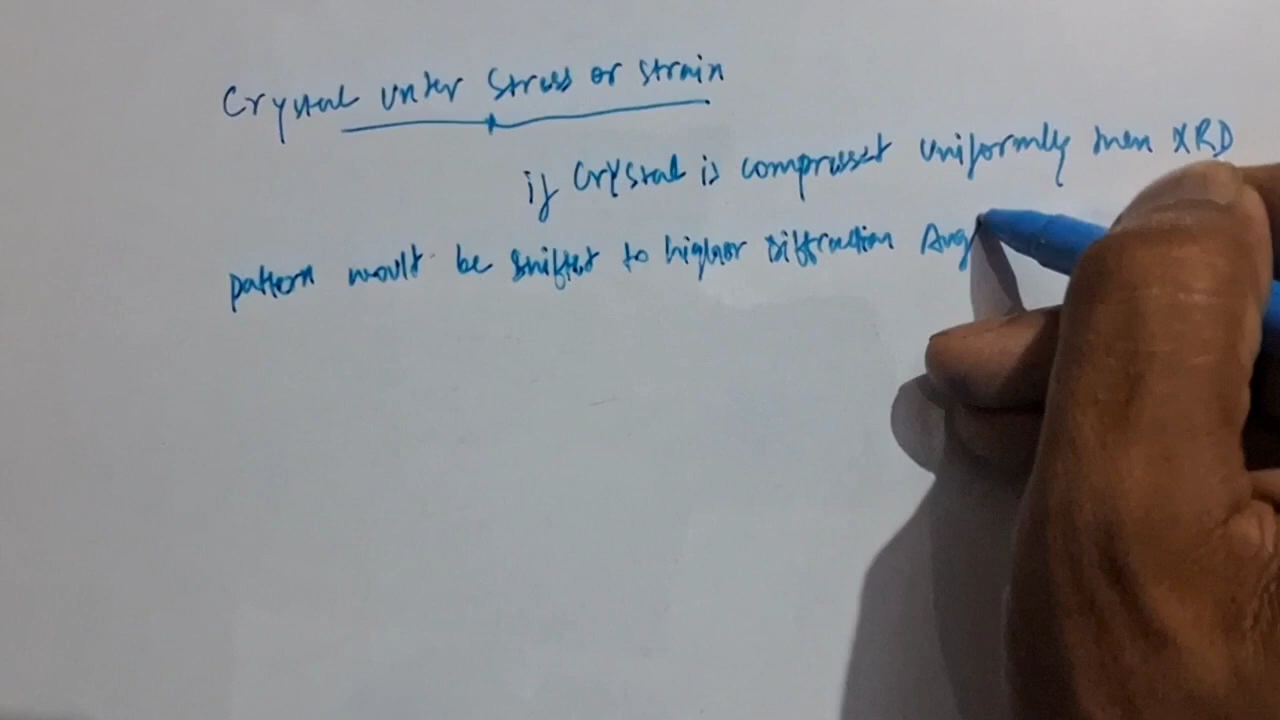 Crystal under stress or strain
if crystal is compressed uniformly then XRD
pattern would be shifted to higher diffraction Ang